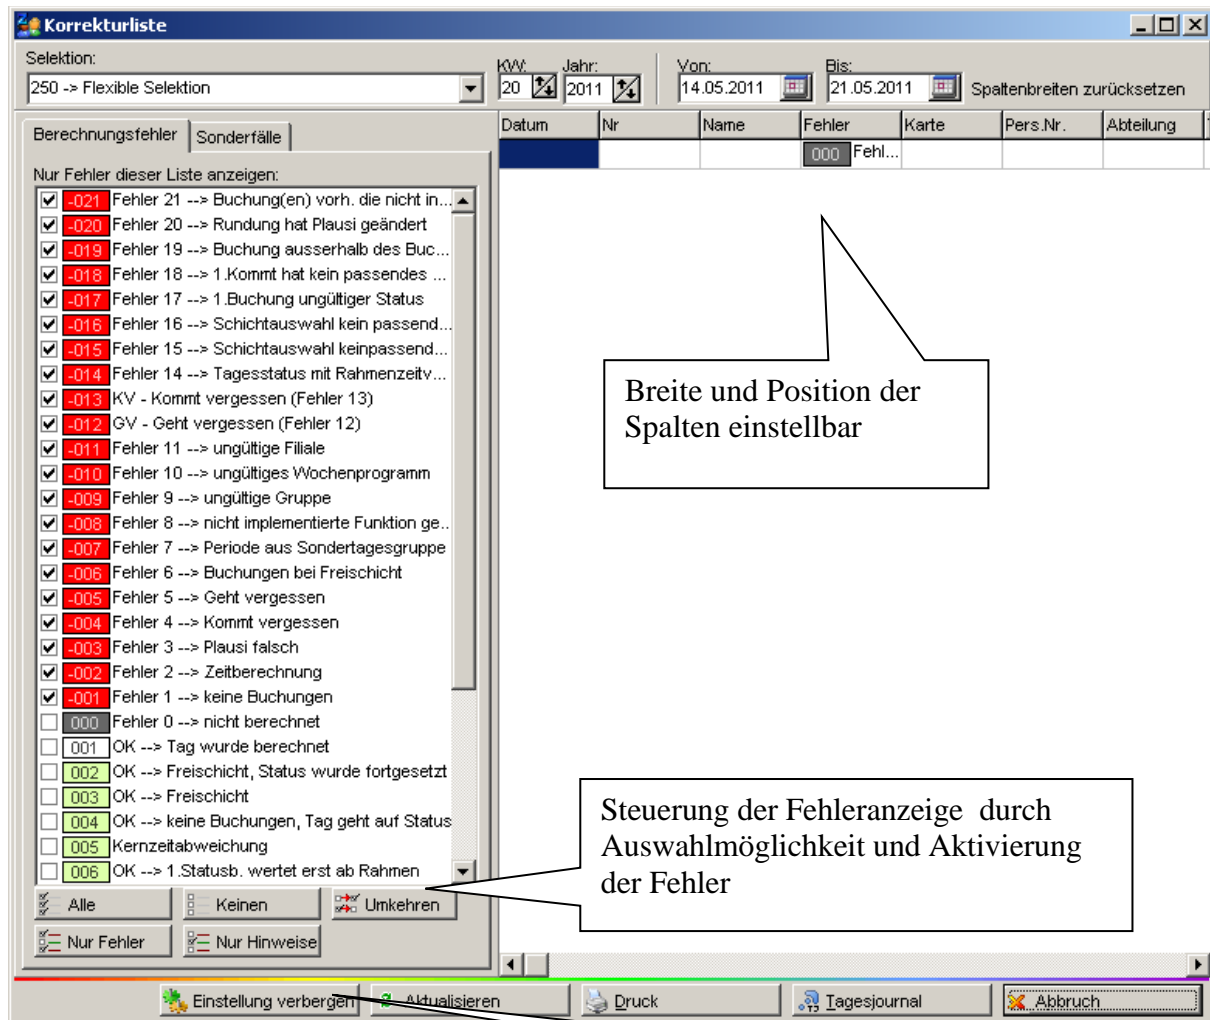 Korrekturliste
Selektion:
250 -> Flexible Selektion
KW: Jahr: Von: Bis:
20 2011 14.05.2011 21.05.2011 Spaltenbreiten zurücksetzen
Berechnungsfehler Sonderfälle
Nur Fehler dieser Liste anzeigen:
-021 Fehler 21 --> Buchung(en) vorh. die nicht in...
-020 Fehler 20 --> Rundung hat Plausi geändert
-019 Fehler 19 --> Buchung ausserhalb des Buc...
-018 Fehler 18 --> 1.Kommt hat kein passendes ...
-017 Fehler 17 --> 1.Buchung ungültiger Status
-016 Fehler 16 --> Schichtauswahl kein passend...
-015 Fehler 15 --> Schichtauswahl keinpassend...
-014 Fehler 14 --> Tagesstatus mit Rahmenzeitv...
-013 KV - Kommt vergessen (Fehler 13)
-012 GV - Geht vergessen (Fehler 12)
-011 Fehler 11 --> ungültige Filiale
-010 Fehler 10 --> ungültiges Wochenprogramm
-009 Fehler 9 --> ungültige Gruppe
-008 Fehler 8 --> nicht implementierte Funktion ge..
-007 Fehler 7 --> Periode aus Sondertagesgruppe
-006 Fehler 6 --> Buchungen bei Freischicht
-005 Fehler 5 --> Geht vergessen
-004 Fehler 4 --> Kommt vergessen
-003 Fehler 3 --> Plausi falsch
-002 Fehler 2 --> Zeitberechnung
-001 Fehler 1 --> keine Buchungen
000 Fehler 0 --> nicht berechnet
001 OK --> Tag wurde berechnet
002 OK --> Freischicht, Status wurde fortgesetzt
003 OK --> Freischicht
004 OK --> keine Buchungen, Tag geht auf Status
005 Kernzeitabweichung
006 OK --> 1.Statusb. wertet erst ab Rahmen
Alle Keinen Umkehren
Nur Fehler Nur Hinweise
Datum Nr Name Fehler Karte Pers.Nr. Abteilung
000 Fehl...
Breite und Position der
Spalten einstellbar
Steuerung der Fehleranzeige durch
Auswahlmöglichkeit und Aktivierung
der Fehler
Einstellung verbergen Aktualisieren Druck Tagesjournal Abbruch